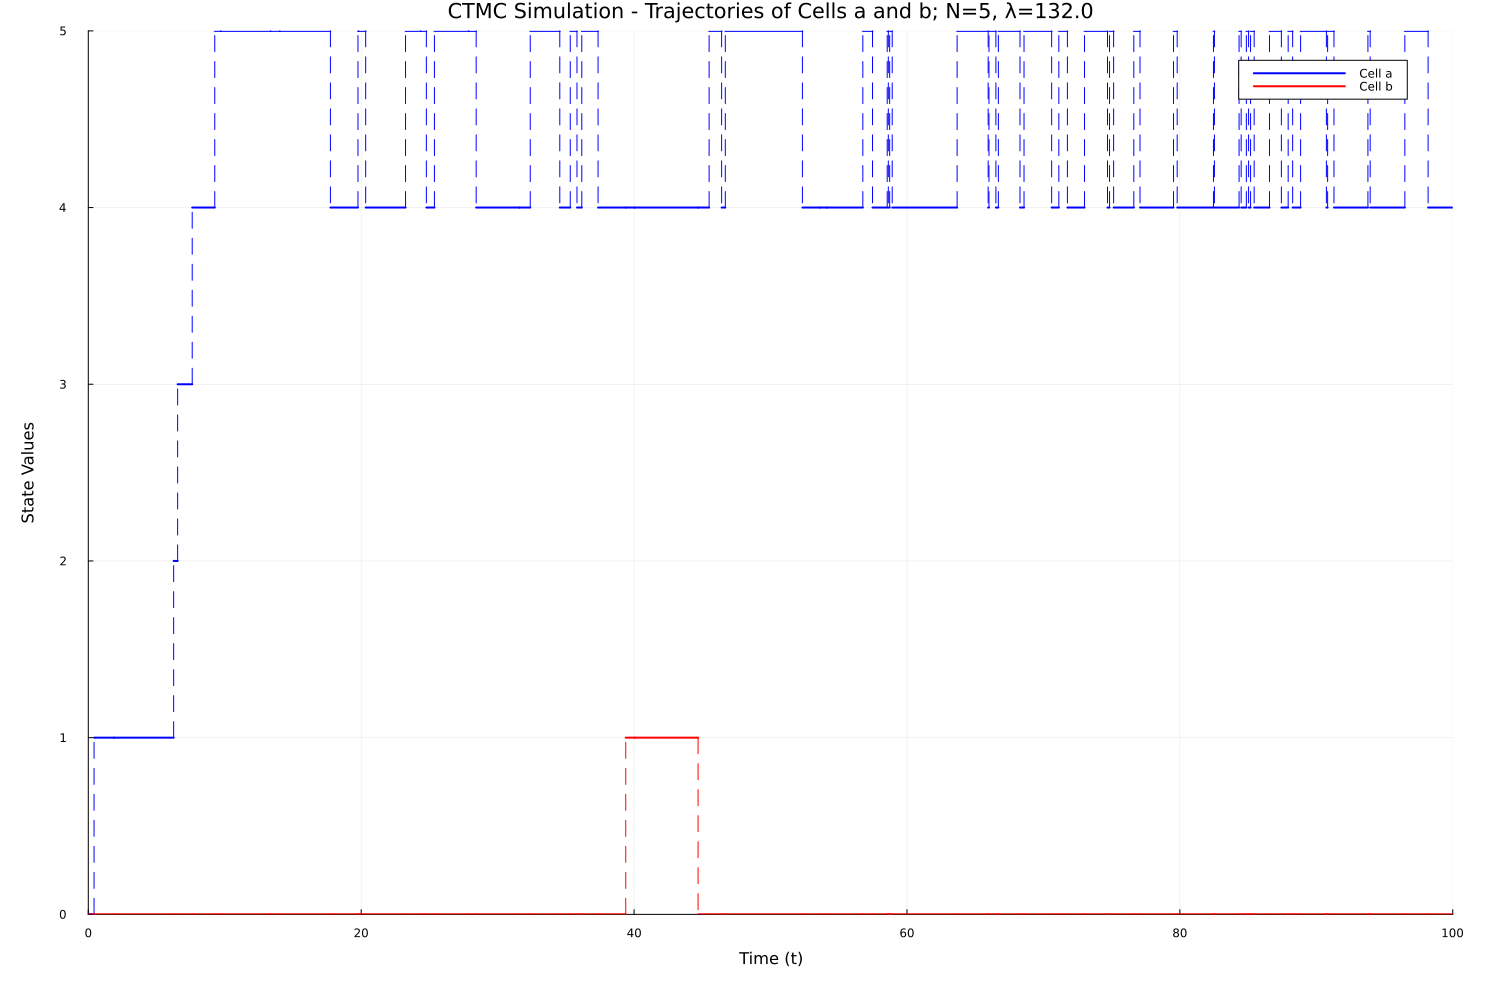 CTMC Simulation - Trajectories of Cells a and b; N=5, λ=132.0
5
Cell a
Cell b
4
3
State Values
2
1
0
0 20 40 60 80 100
Time (t)